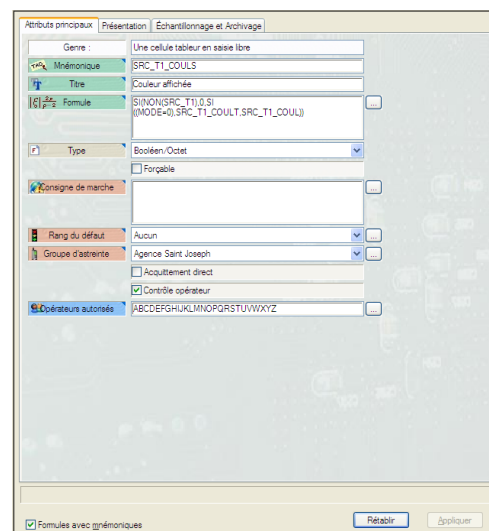 Attributs principaux Présentation Échantillonnage et Archivage
Genre : Une cellule tableur en saisie libre
Mnémonique SRC_T1_COULS
Titre Couleur affichée
Formule SI(NON(SRC_T1),0,SI
((MODE=0),SRC_T1_COULT,SRC_T1_COUL))
...
Type Booléen/Octet
Forçable
Consigne de marche ...
Rang du défaut Aucun ...
Groupe d'astreinte Agence Saint Joseph ...
Acquittement direct
Contrôle opérateur
Opérateurs autorisés ABCDEFGHIJKLMNOPQRSTUVWXYZ ...
Formules avec mnémoniques Rétablir Appliquer